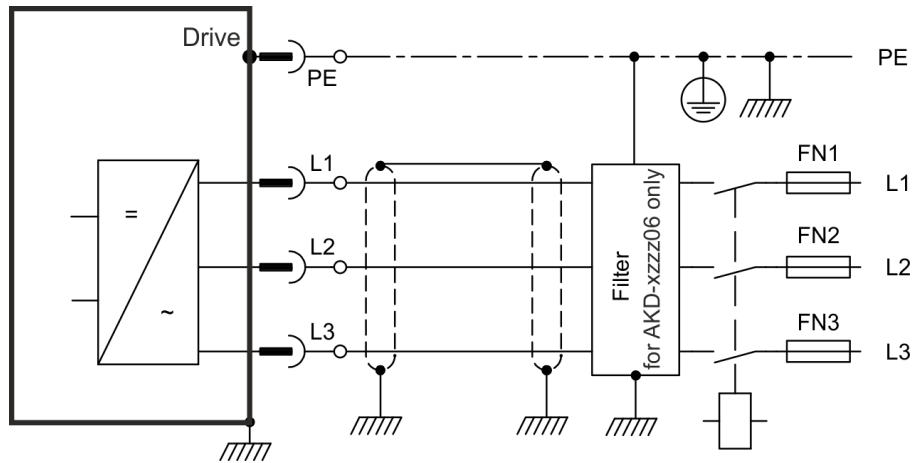 Drive
PE
PE
L1
FN1
L1
=
~
L2
FN2
L2
L3
FN3
L3
Filter
for AKD-xzzz06 only